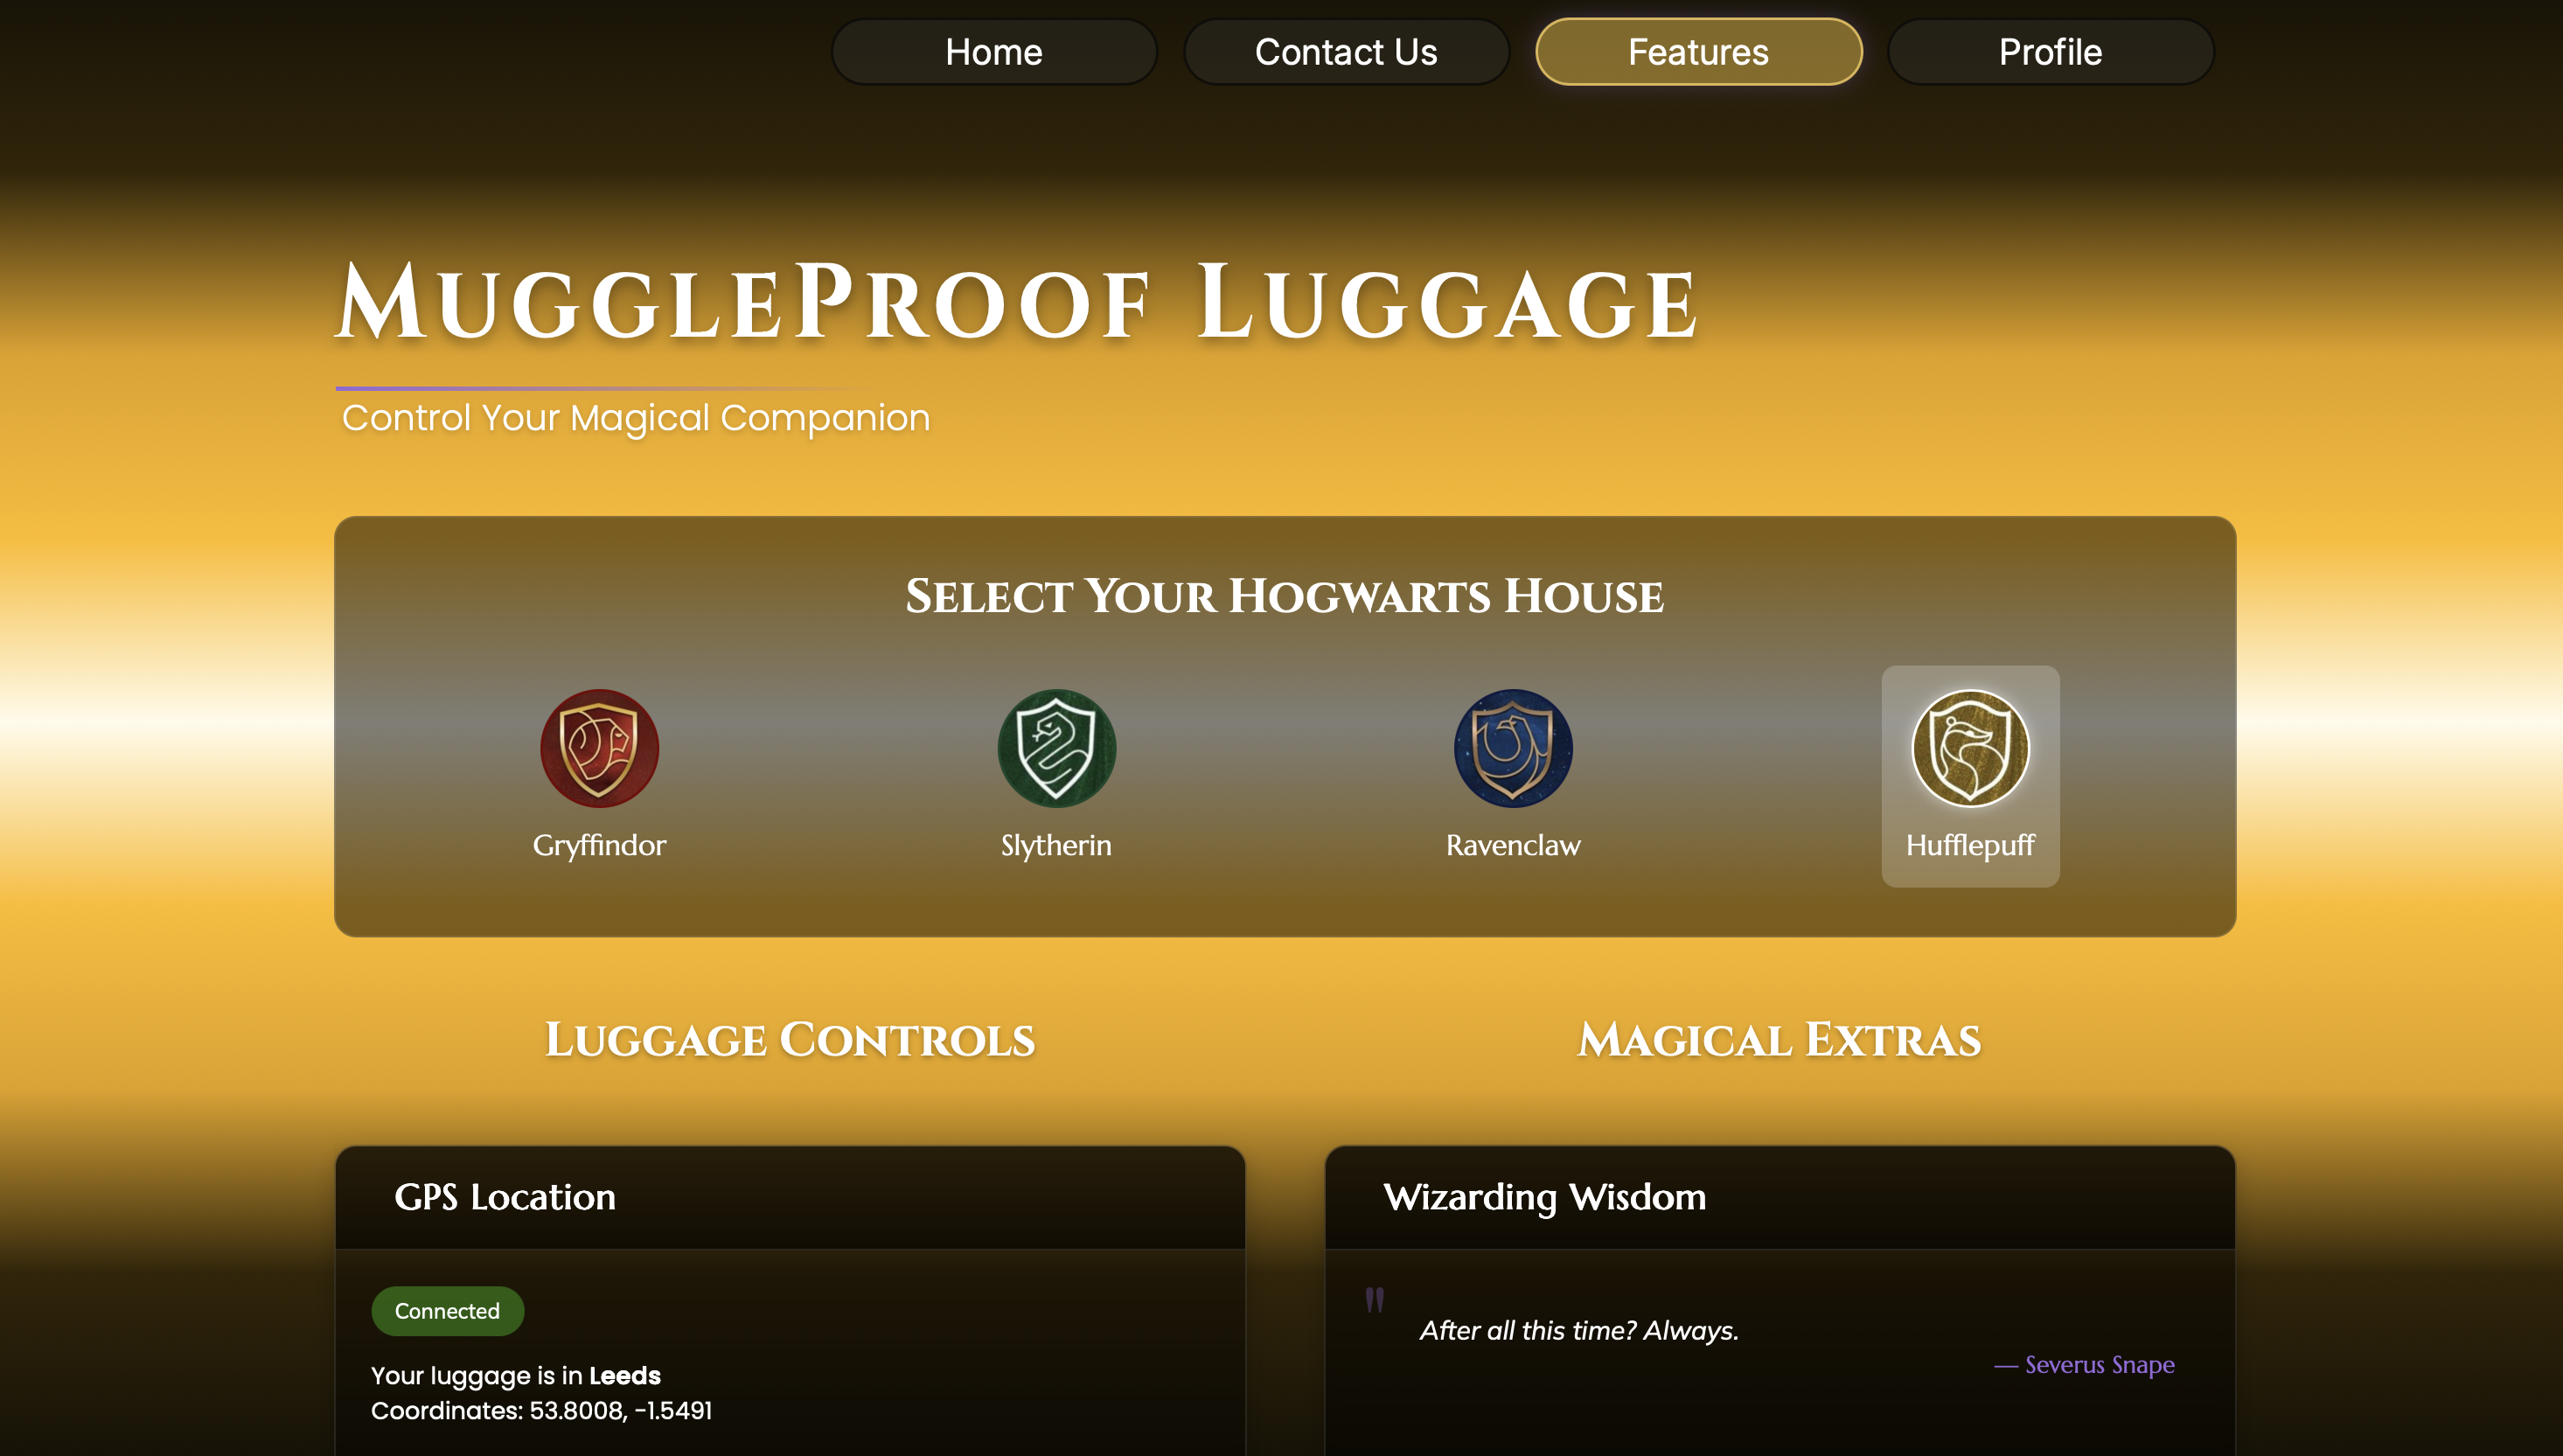 Home
Contact Us
Features
Profile
MuggleProof Luggage
Control Your Magical Companion
Select Your Hogwarts House
Gryffindor
Slytherin
Ravenclaw
Hufflepuff
Luggage Controls
Magical Extras
GPS Location
Connected
Your luggage is in Leeds
Coordinates: 53.8008, -1.5491
Wizarding Wisdom
"
After all this time? Always.
— Severus Snape